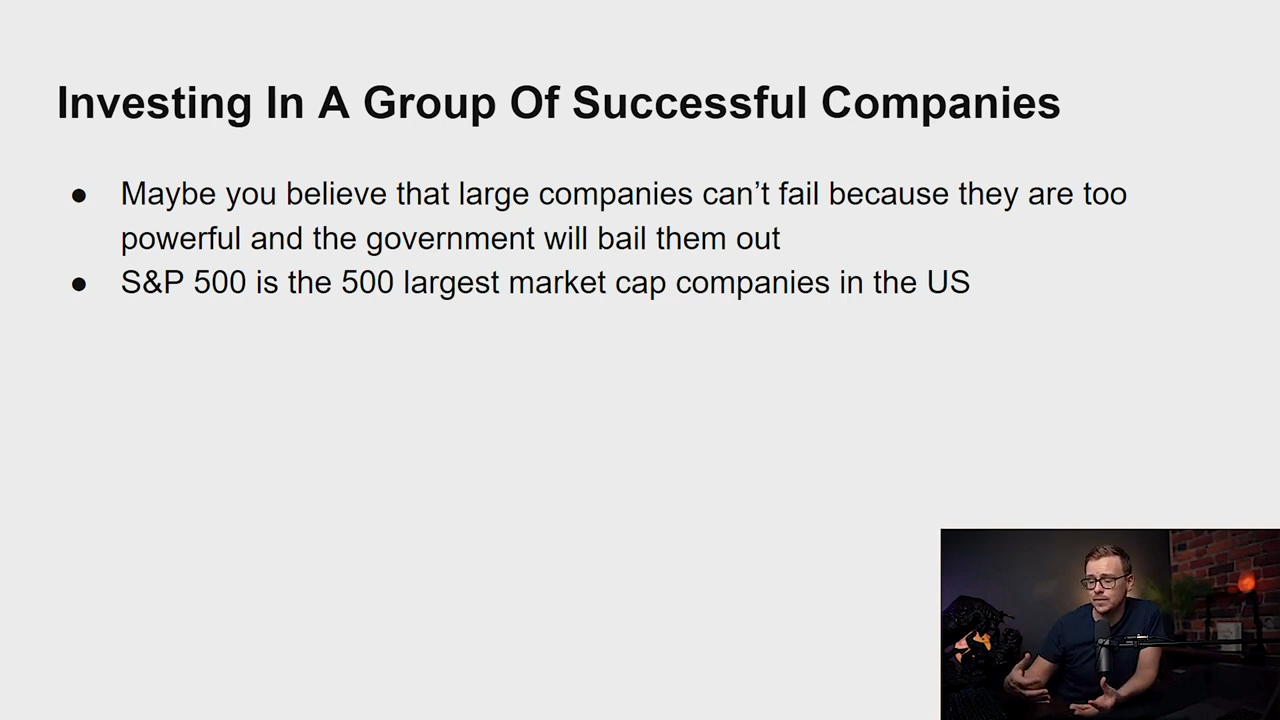 Investing In A Group Of Successful Companies
● Maybe you believe that large companies can’t fail because they are too
powerful and the government will bail them out
● S&P 500 is the 500 largest market cap companies in the US